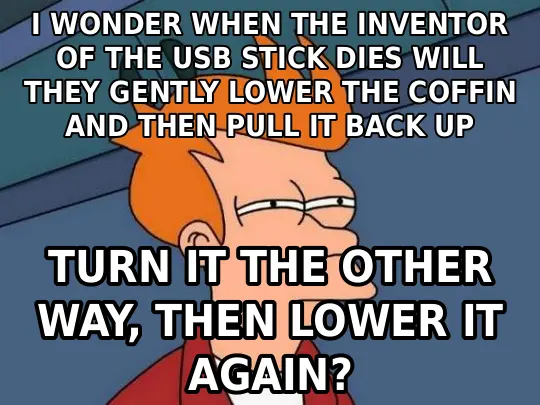 I WONDER WHEN THE INVENTOR
OF THE USB STICK DIES WILL
THEY GENTLY LOWER THE COFFIN
AND THEN PULL IT BACK UP
TURN IT THE OTHER
WAY, THEN LOWER IT
AGAIN?